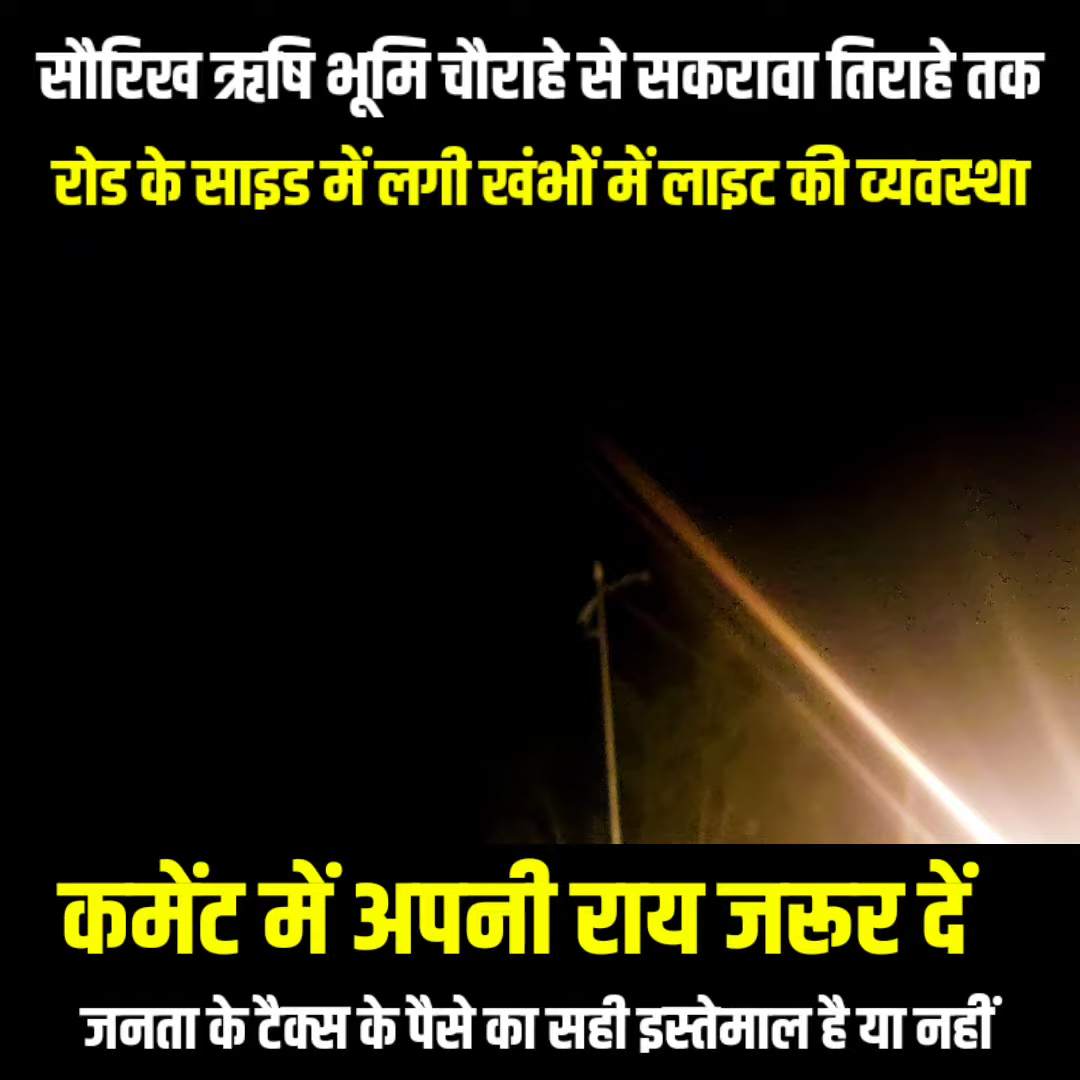 सौरिख ऋषि भूमि चौराहे से सकरावा तिराहे तक
रोड के साइड में लगी खंभों में लाइट की व्यवस्था
कमेंट में अपनी राय जरूर दें
जनता के टैक्स के पैसे का सही इस्तेमाल है या नहीं